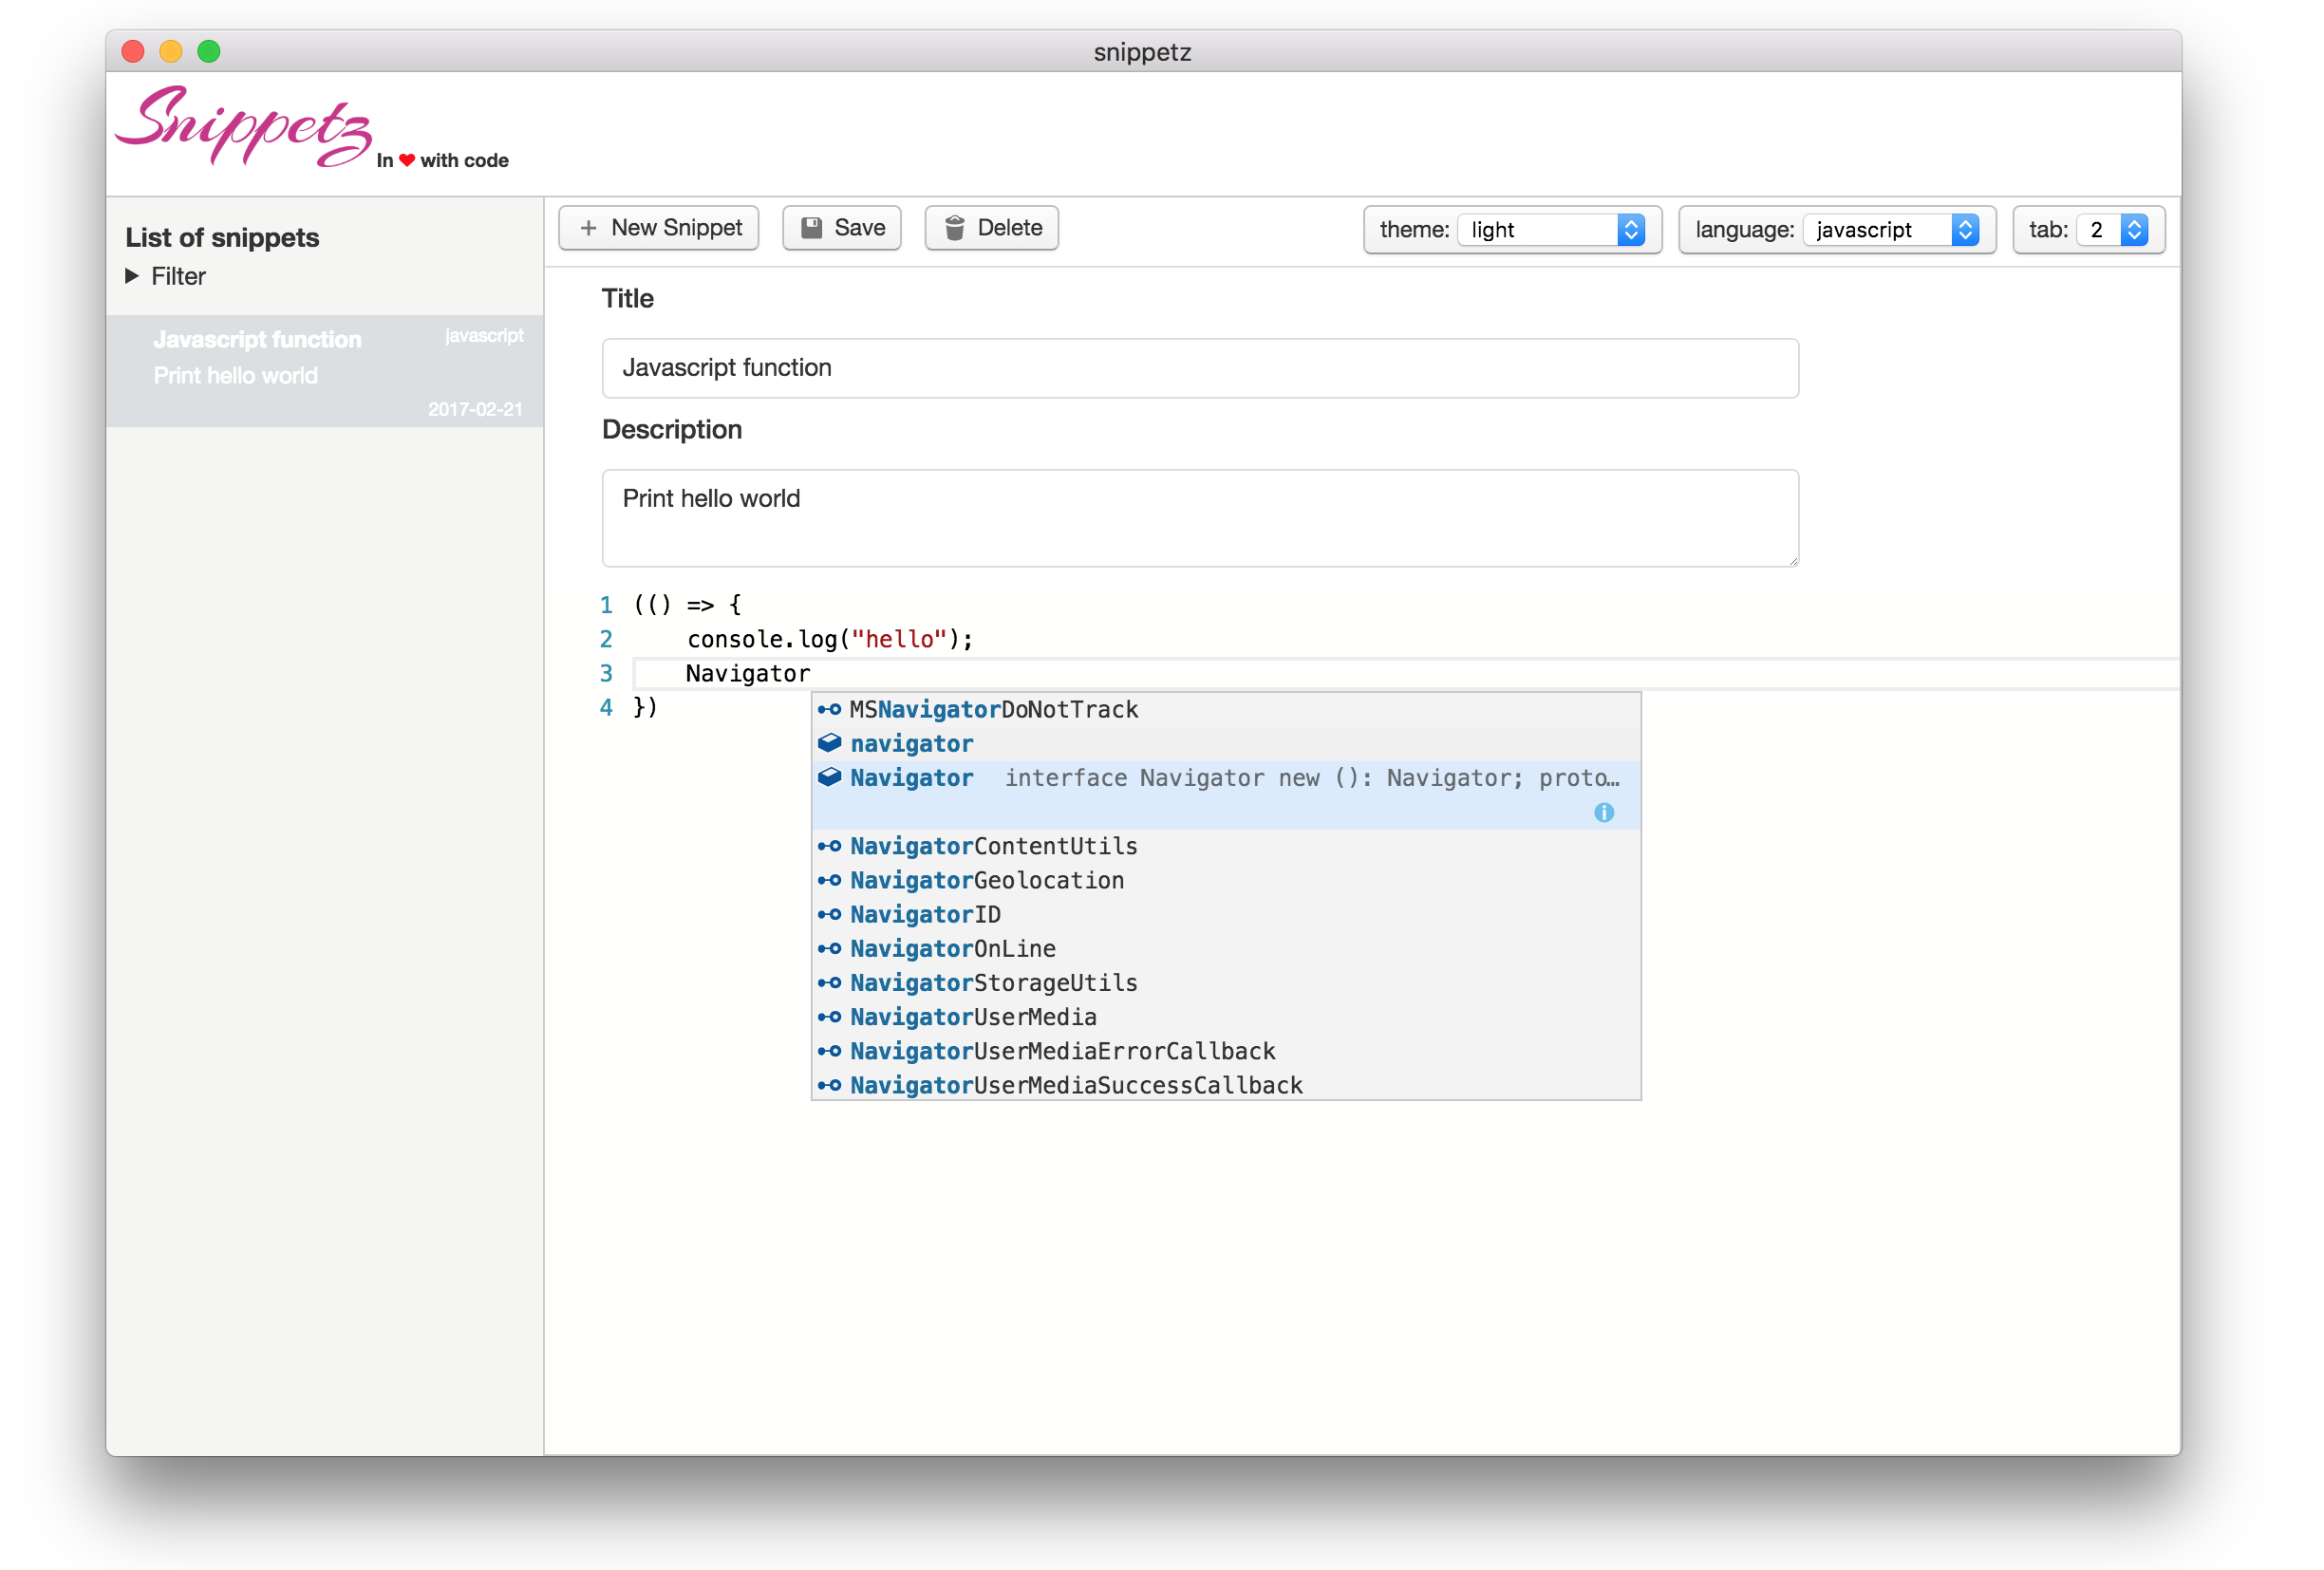 snippetz
Snippetz In ❤ with code
List of snippets
Filter
Javascript function javascript
Print hello world
2017-02-21
New Snippet Save Delete theme: light language: javascript tab: 2
Title
Javascript function
Description
Print hello world
1 (() => {
2     console.log("hello");
3     Navigator
4 })
MSNavigatorDoNotTrack
navigator
Navigator interface Navigator new (): Navigator; proto…
NavigatorContentUtils
NavigatorGeolocation
NavigatorID
NavigatorOnLine
NavigatorStorageUtils
NavigatorUserMedia
NavigatorUserMediaErrorCallback
NavigatorUserMediaSuccessCallback